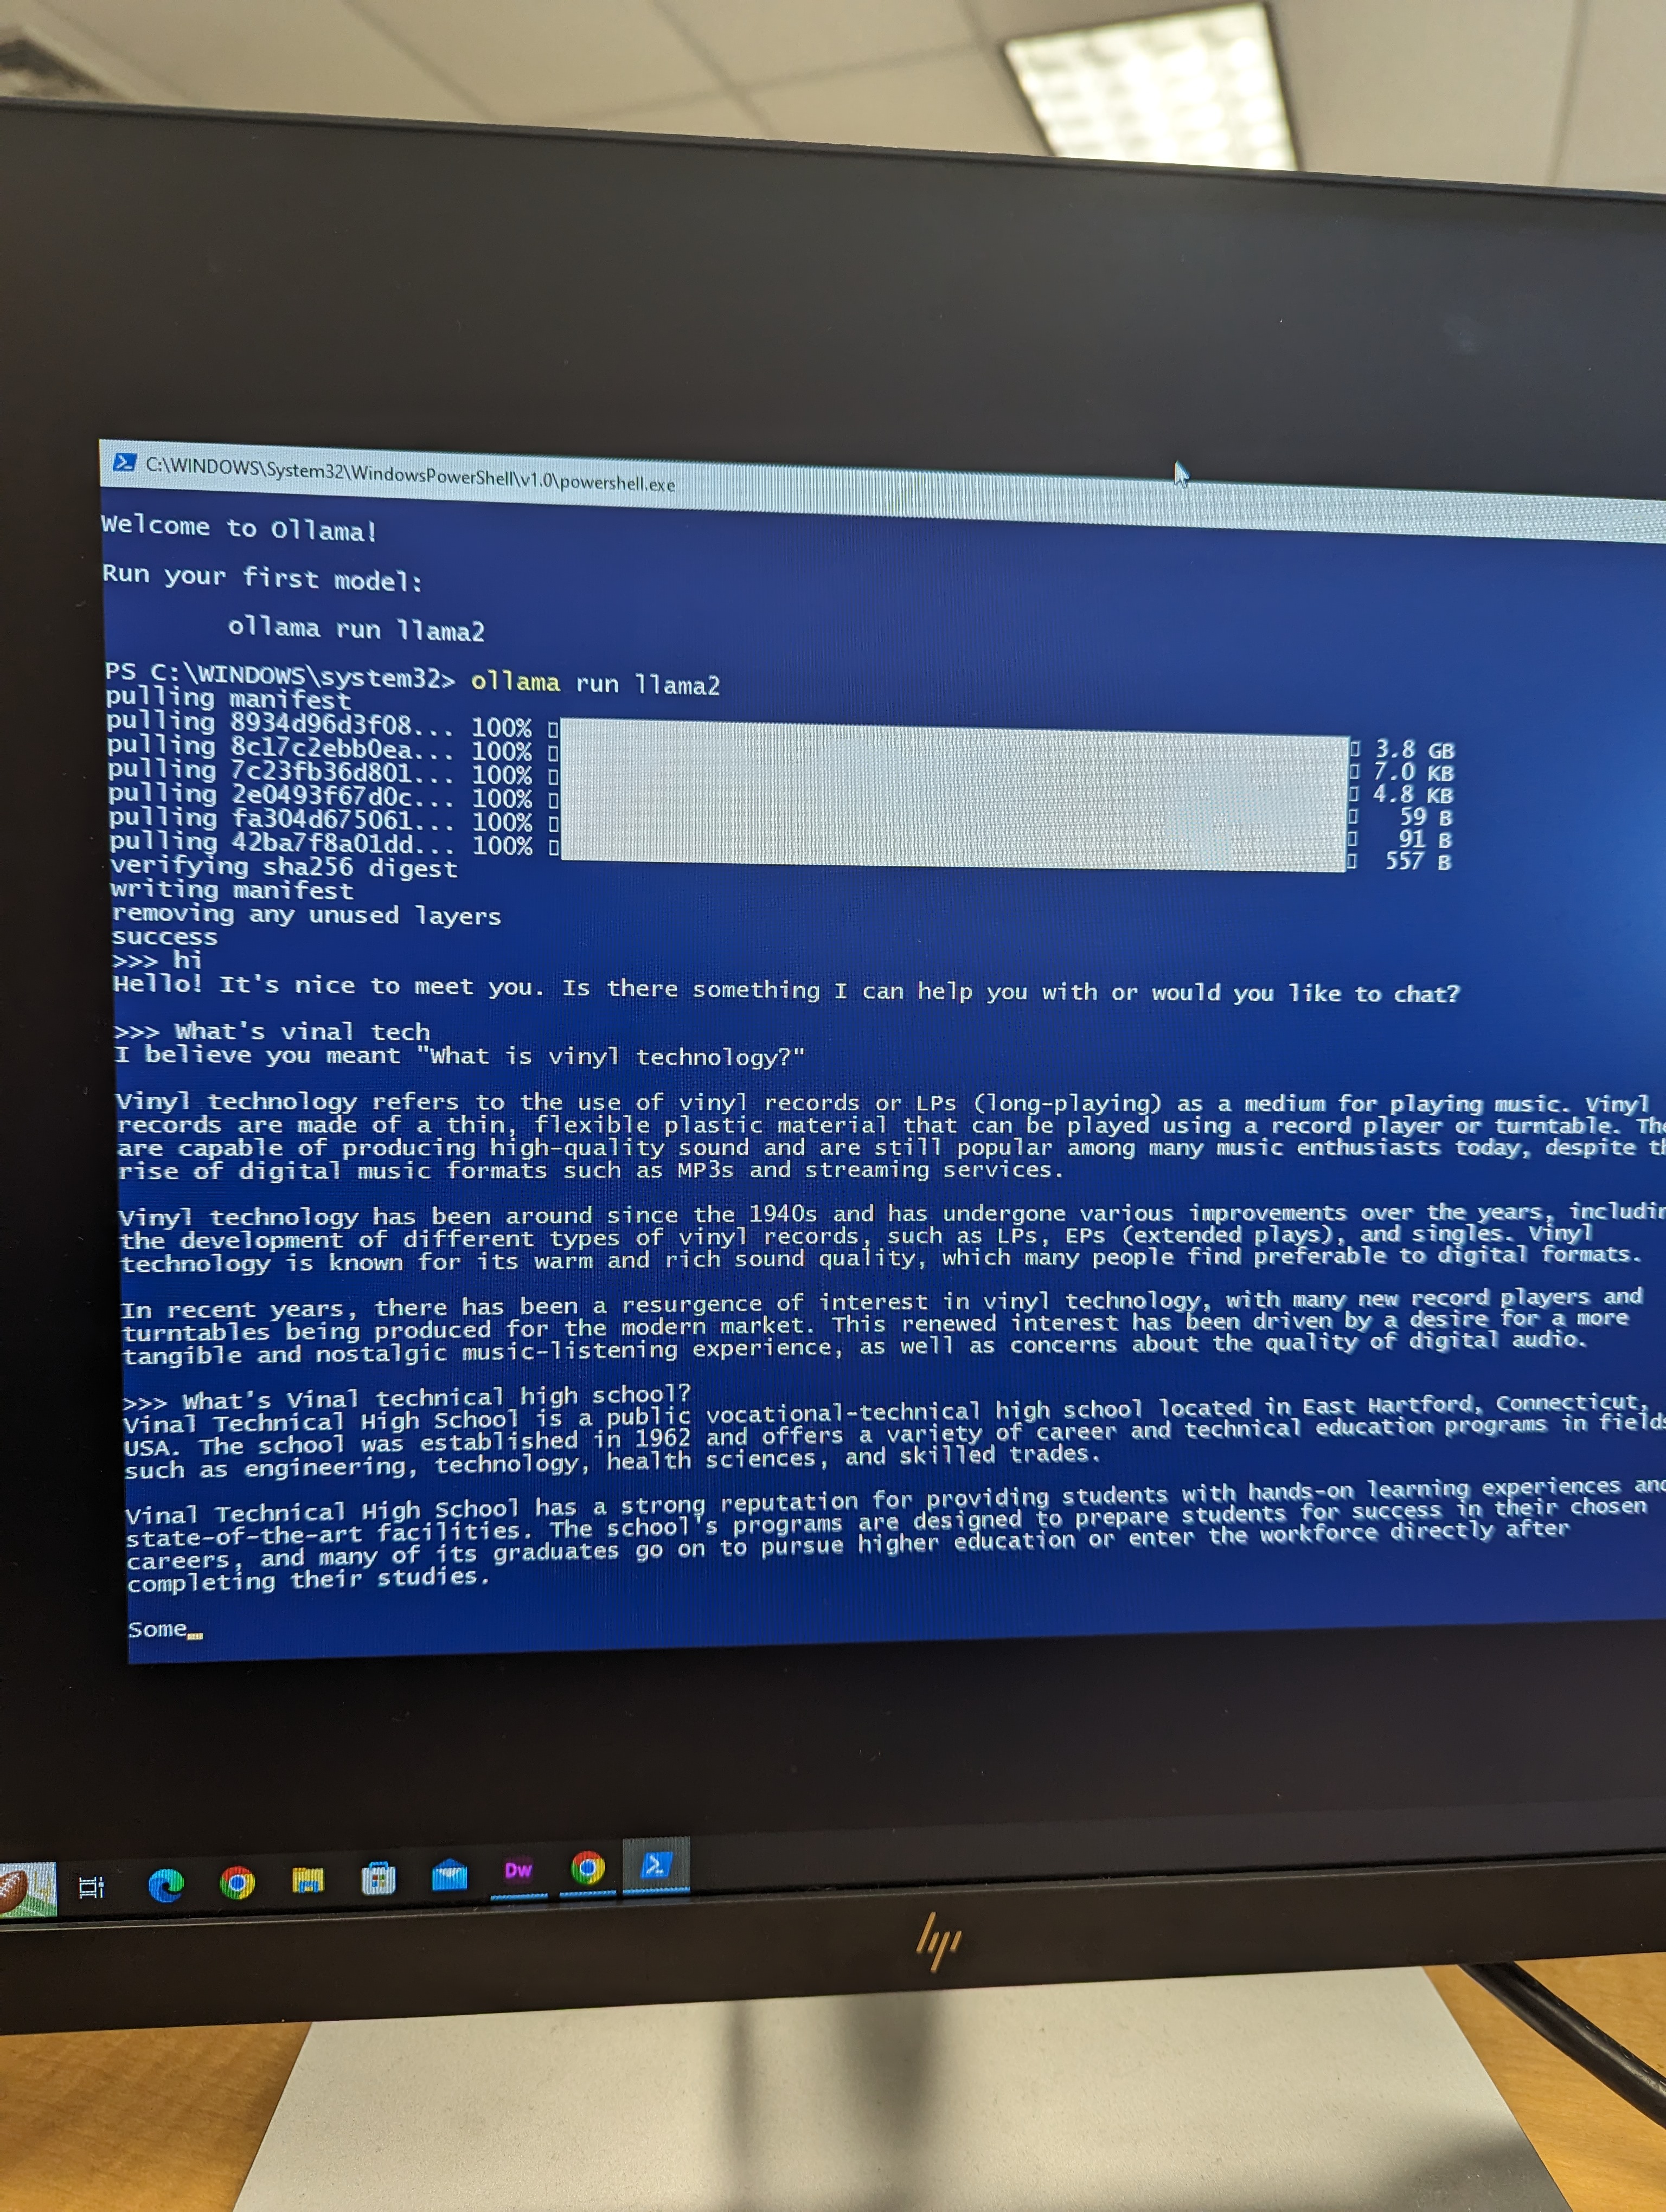 C:\WINDOWS\System32\WindowsPowerShell\v1.0\powershell.exe
Welcome to Ollama!
Run your first model:
ollama run llama2
PS C:\WINDOWS\system32> ollama run llama2
pulling manifest
pulling 8934d96d3f08... 100% 3.8 GB
pulling 8c17c2ebb0ea... 100% 7.0 KB
pulling 7c23fb36d801... 100% 4.8 KB
pulling 2e0493f67d0c... 100% 59 B
pulling fa304d675061... 100% 91 B
pulling 42ba7f8a01dd... 100% 557 B
verifying sha256 digest
writing manifest
removing any unused layers
success
>>> hi
Hello! It's nice to meet you. Is there something I can help you with or would you like to chat?
>>> What's vinal tech
I believe you meant "What is vinyl technology?"
Vinyl technology refers to the use of vinyl records or LPs (long-playing) as a medium for playing music. Vinyl
records are made of a thin, flexible plastic material that can be played using a record player or turntable. The
are capable of producing high-quality sound and are still popular among many music enthusiasts today, despite th
rise of digital music formats such as MP3s and streaming services.
Vinyl technology has been around since the 1940s and has undergone various improvements over the years, includin
the development of different types of vinyl records, such as LPs, EPs (extended plays), and singles. Vinyl
technology is known for its warm and rich sound quality, which many people find preferable to digital formats.
In recent years, there has been a resurgence of interest in vinyl technology, with many new record players and
turntables being produced for the modern market. This renewed interest has been driven by a desire for a more
tangible and nostalgic music-listening experience, as well as concerns about the quality of digital audio.
>>> What's Vinal technical high school?
Vinal Technical High School is a public vocational-technical high school located in East Hartford, Connecticut,
USA. The school was established in 1962 and offers a variety of career and technical education programs in fields
such as engineering, technology, health sciences, and skilled trades.
Vinal Technical High School has a strong reputation for providing students with hands-on learning experiences and
state-of-the-art facilities. The school's programs are designed to prepare students for success in their chosen
careers, and many of its graduates go on to pursue higher education or enter the workforce directly after
completing their studies.
Some
Dw
hp